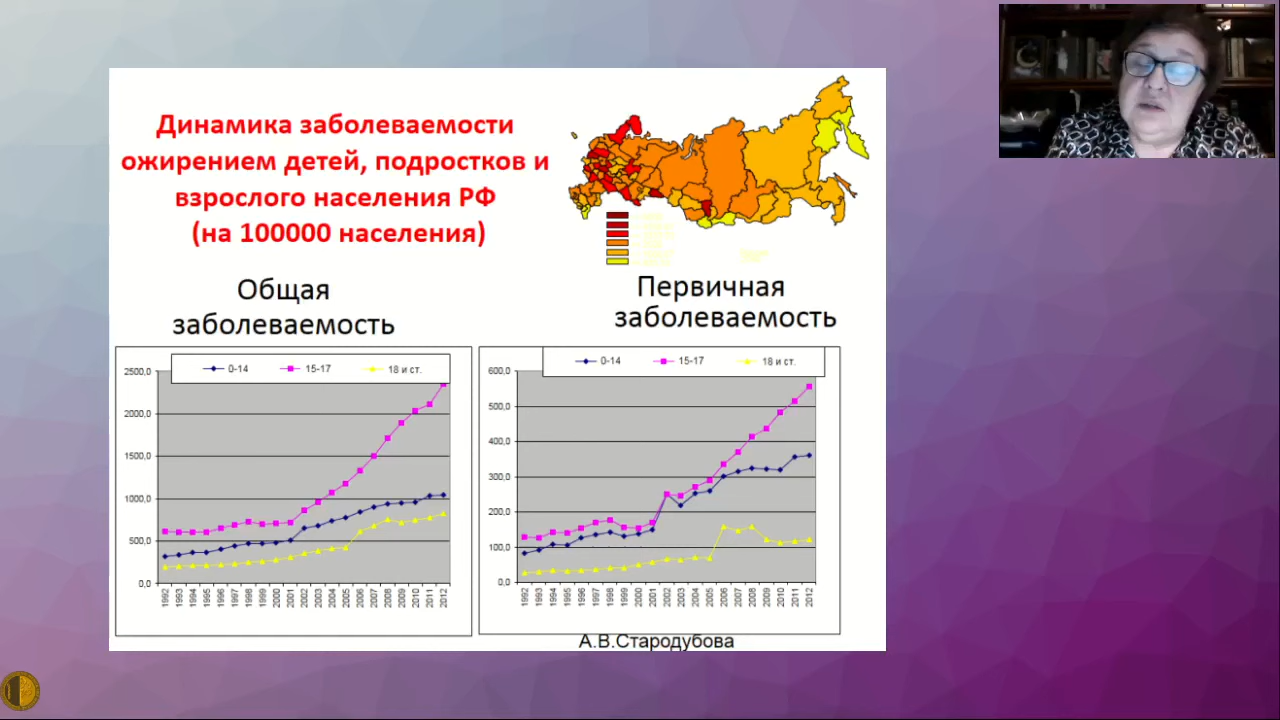 Динамика заболеваемости
ожирением детей, подростков и
взрослого населения РФ
(на 100000 населения)
Общая
заболеваемость
Первичная
заболеваемость
0-14 15-17 18 и ст.
2500,0
2000,0
1500,0
1000,0
500,0
0,0
1992 1993 1994 1995 1996 1997 1998 1999 2000 2001 2002 2003 2004 2005 2006 2007 2008 2009 2010 2011 2012
0-14 15-17 18 и ст.
600,0
500,0
400,0
300,0
200,0
100,0
0,0
1992 1993 1994 1995 1996 1997 1998 1999 2000 2001 2002 2003 2004 2005 2006 2007 2008 2009 2010 2011 2012
А.В.Стародубова